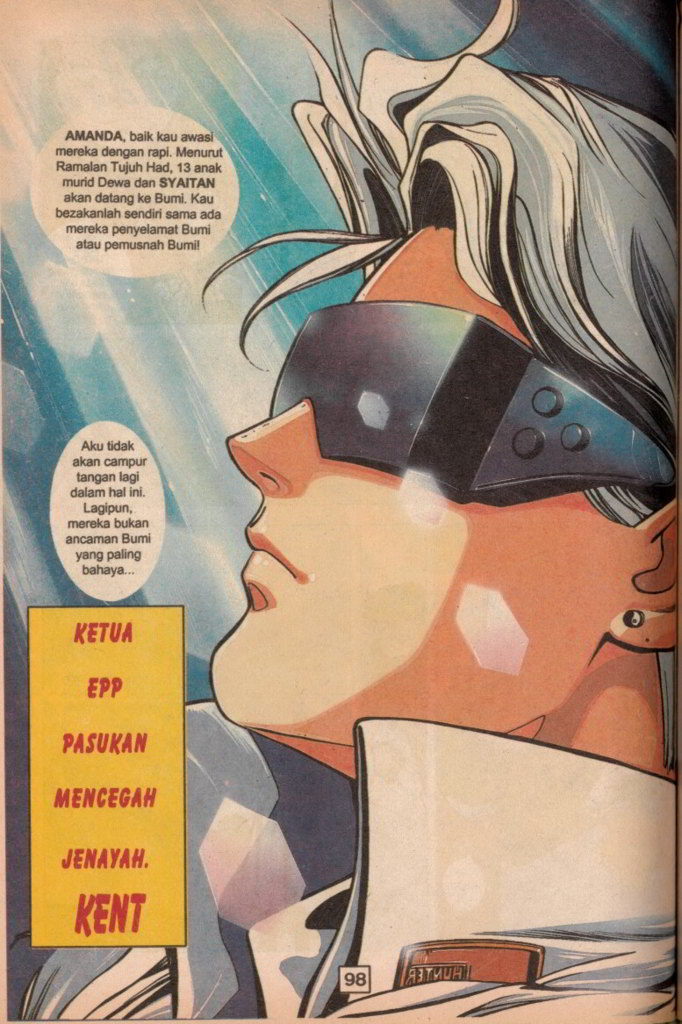 AMANDA, baik kau awasi
mereka dengan rapi. Menurut
Ramalan Tujuh Had, 13 anak
murid Dewa dan SYAITAN
akan datang ke Bumi. Kau
bezakanlah sendiri sama ada
mereka penyelamat Bumi
atau pemusnah Bumi!
Aku tidak
akan campur
tangan lagi
dalam hal ini.
Lagipun,
mereka bukan
ancaman Bumi
yang paling
bahaya...
KETUA
EPP
PASUKAN
MENCEGAH
JENAYAH.
KENT
HUNTER
98